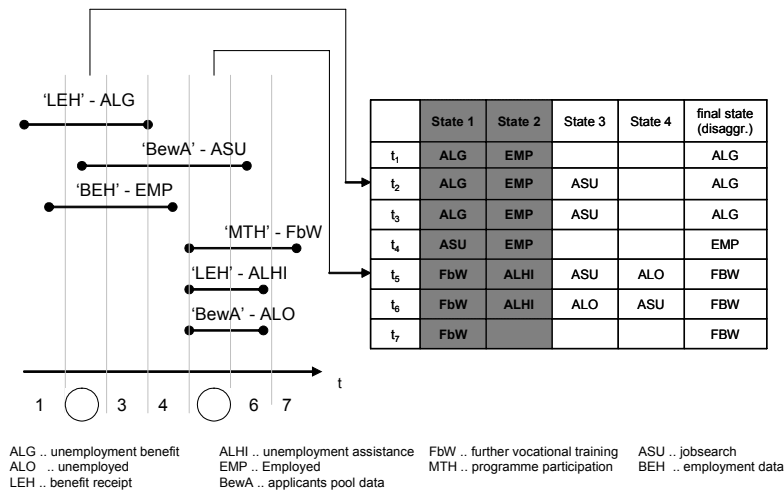 'LEH' - ALG
'BewA' - ASU
'BEH' - EMP
'MTH' - FbW
'LEH' - ALHI
'BewA' - ALO
t
1 3 4 6 7
State 1 State 2 State 3 State 4 final state
(disaggr.)
t1 ALG EMP ALG
t2 ALG EMP ASU ALG
t3 ALG EMP ASU ALG
t4 ASU EMP EMP
t5 FbW ALHI ASU ALO FBW
t6 FbW ALHI ALO ASU FBW
t7 FbW FBW
ALG .. unemployment benefit ALHI .. unemployment assistance FbW .. further vocational training ASU .. jobsearch
ALO .. unemployed EMP .. Employed MTH .. programme participation BEH .. employment data
LEH .. benefit receipt BewA .. applicants pool data